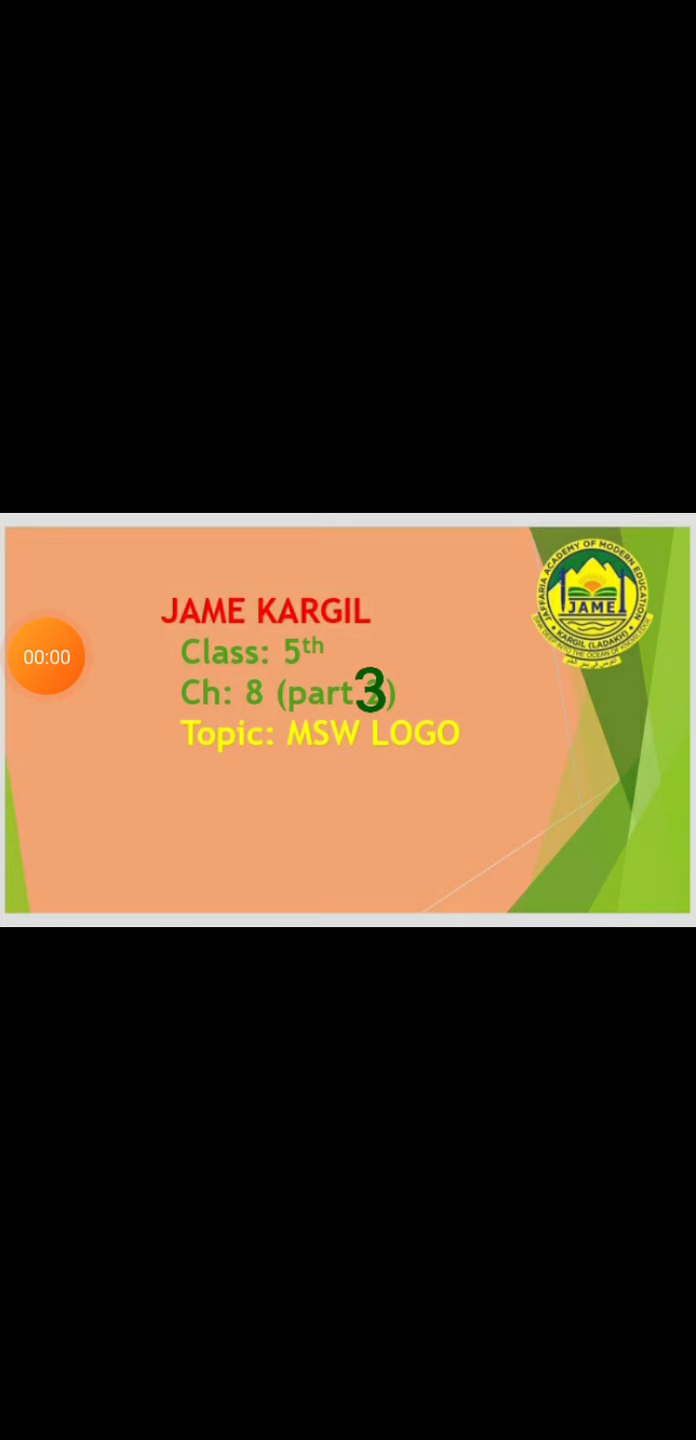 JAFFARIA ACADEMY OF MODERN EDUCATION
JAME
KARGIL (LADAKH)
JAME KARGIL
00:00
Class: 5th
Ch: 8 (part 3)
Topic: MSW LOGO